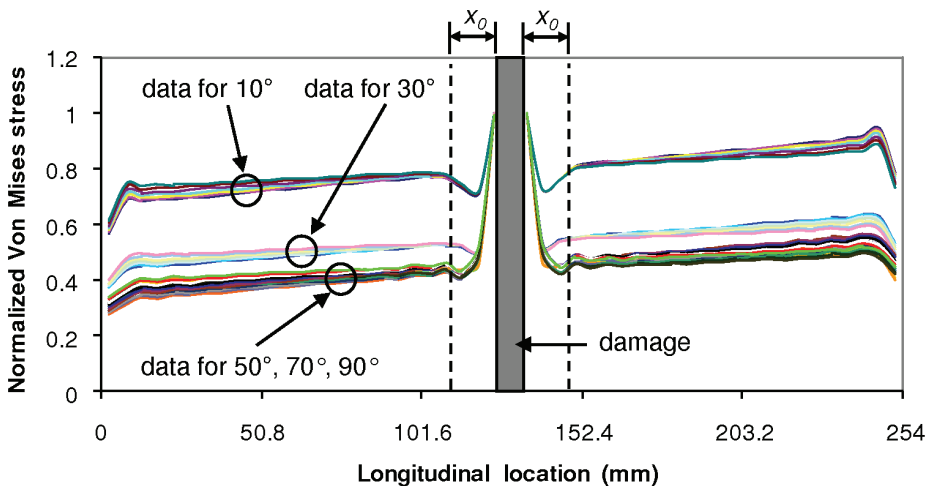 x₀ x₀
Normalized Von Mises stress
1.2
1
0.8
0.6
0.4
0.2
0
data for 10° data for 30°
data for 50°, 70°, 90°
damage
0 50.8 101.6 152.4 203.2 254
Longitudinal location (mm)